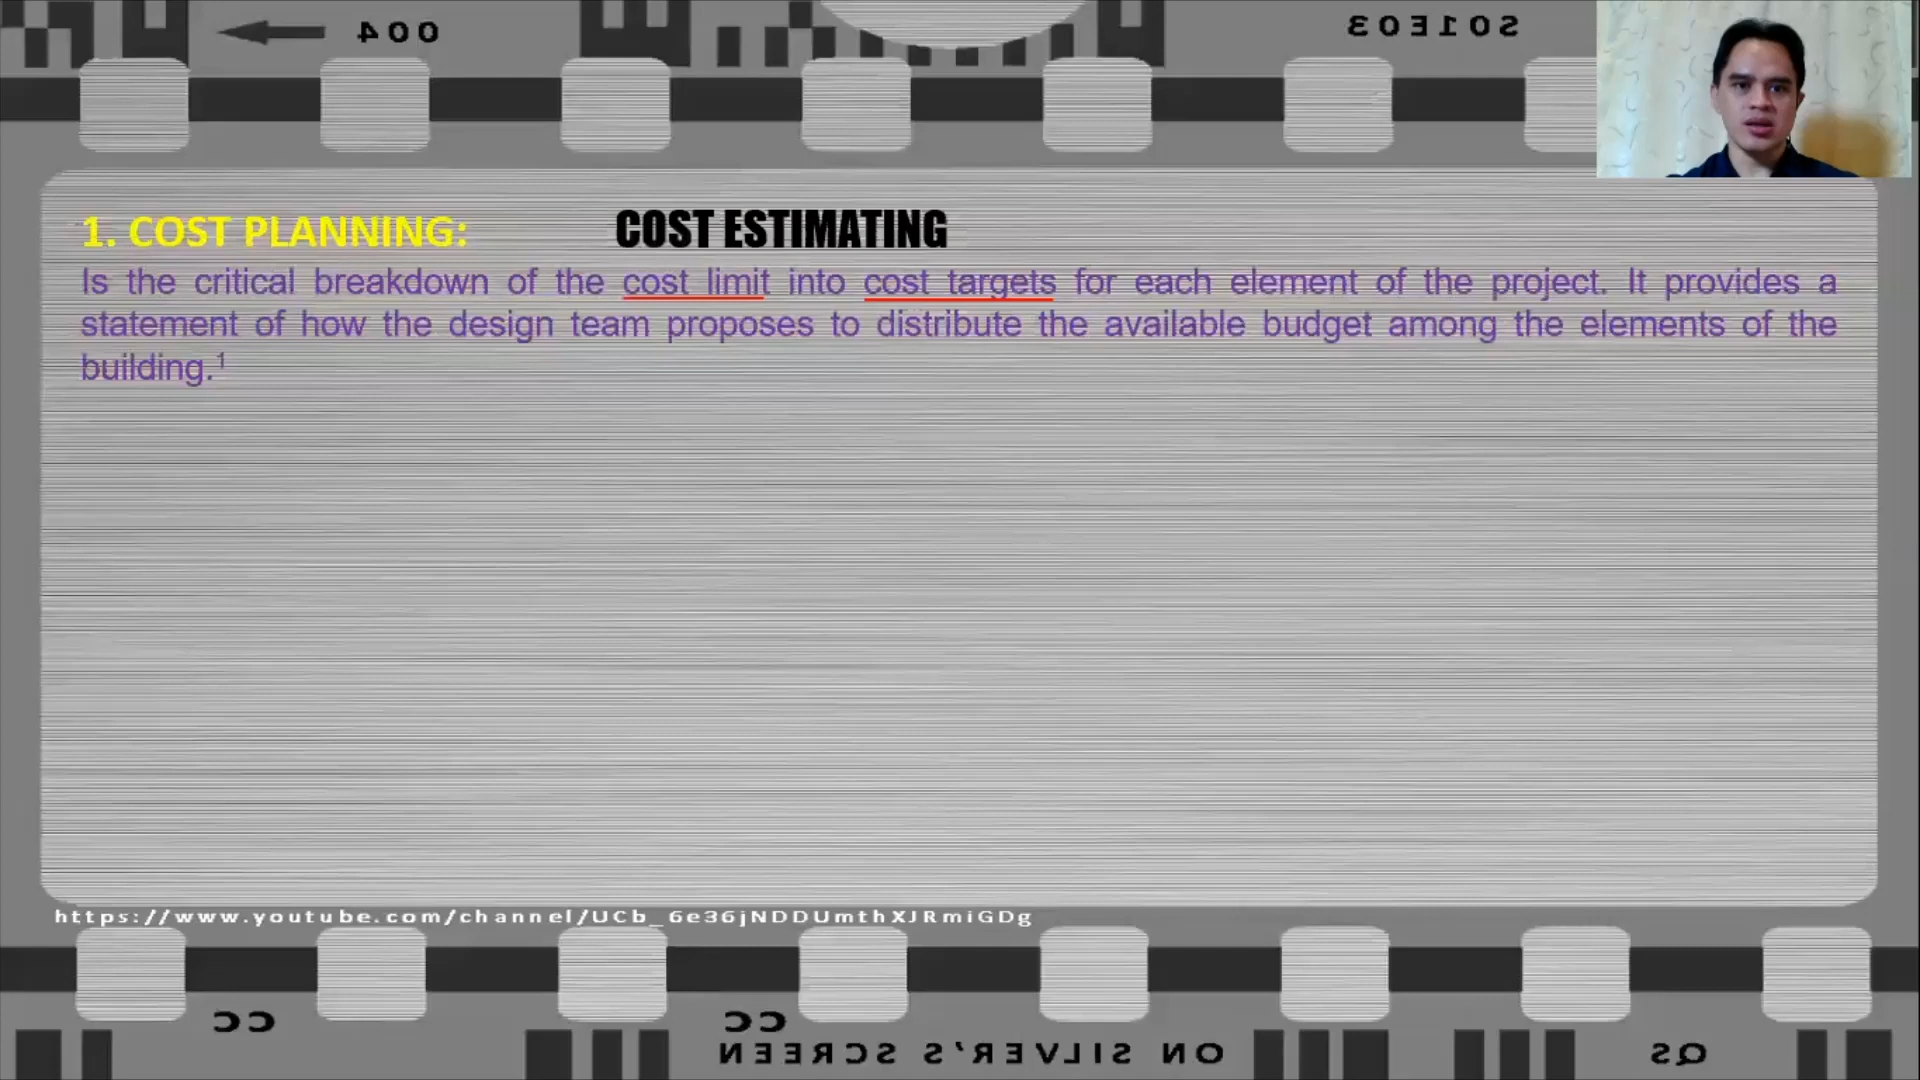 004
S01E03
1. COST PLANNING:
COST ESTIMATING
Is the critical breakdown of the cost limit into cost targets for each element of the project. It provides a
statement of how the design team proposes to distribute the available budget among the elements of the
building.1
https://www.youtube.com/channel/UCb_6e36jNDDUmthXJRmiGDg
CC
CC
ON SILVER'S SCREEN
QS